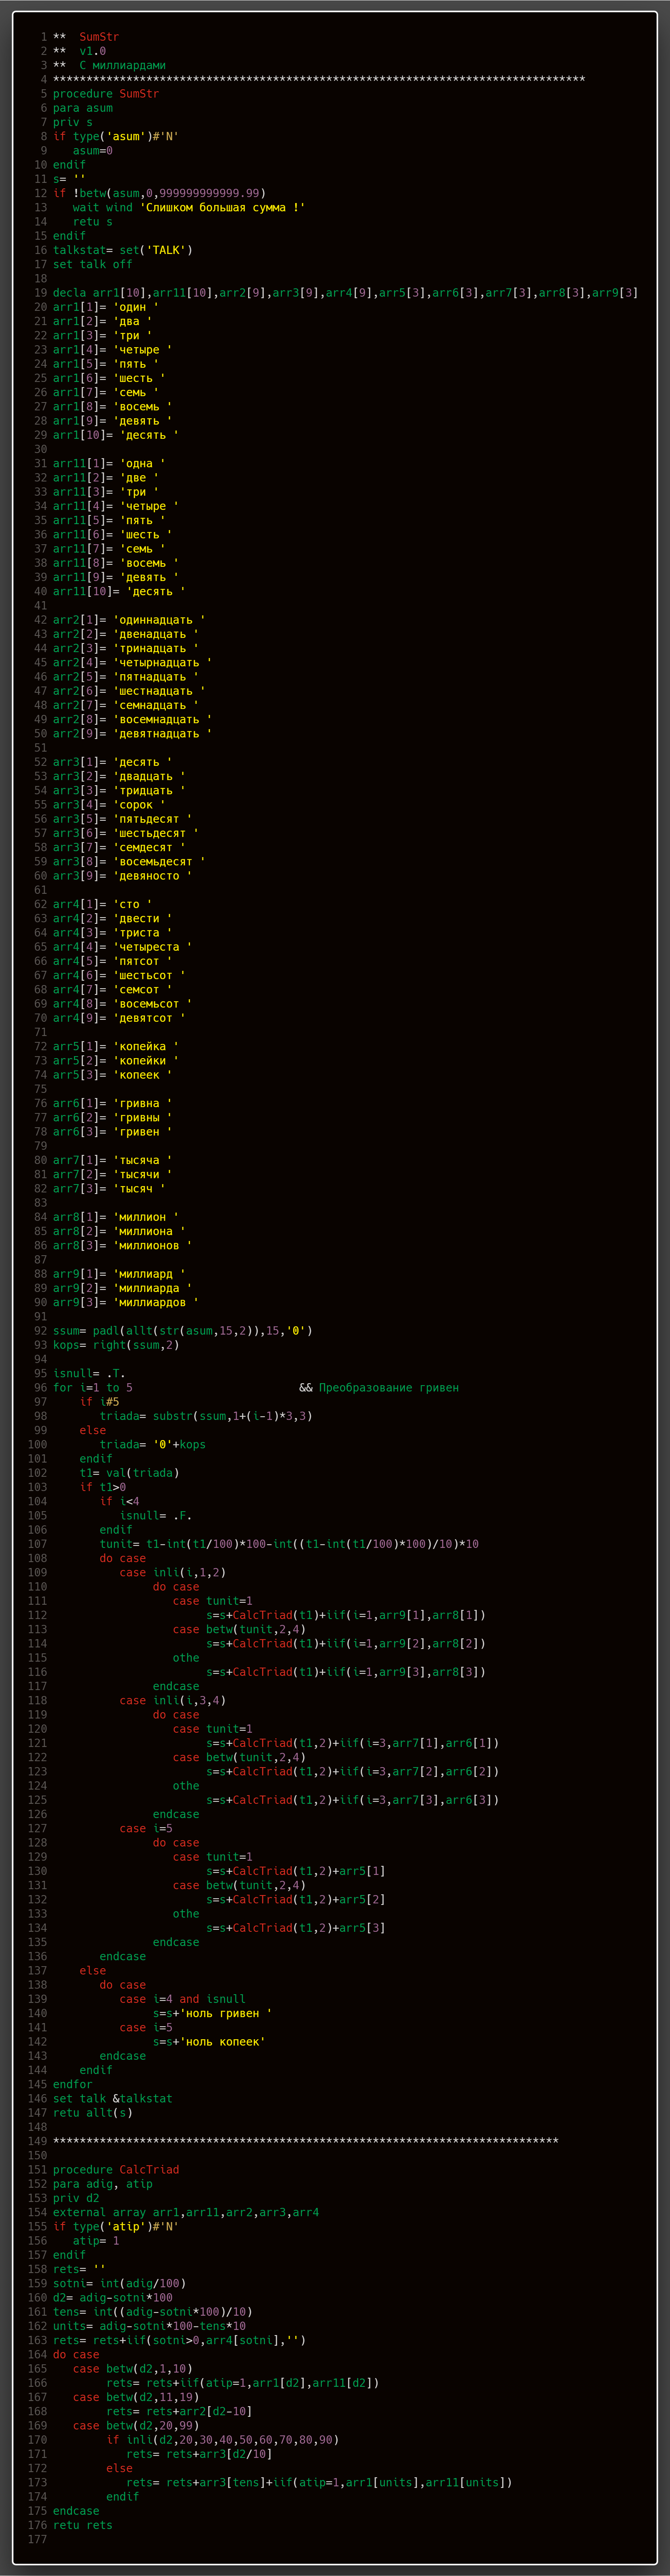 1 **  SumStr
2 **  v1.0
3 **  С миллиардами
4 ********************************************************************************
5 procedure SumStr
6 para asum
7 priv s
8 if type('asum')#'N'
9    asum=0
10 endif
11 s= ''
12 if !betw(asum,0,999999999999.99)
13    wait wind 'Слишком большая сумма !'
14    retu s
15 endif
16 talkstat= set('TALK')
17 set talk off
18
19 decla arr1[10],arr11[10],arr2[9],arr3[9],arr4[9],arr5[3],arr6[3],arr7[3],arr8[3],arr9[3]
20 arr1[1]= 'один '
21 arr1[2]= 'два '
22 arr1[3]= 'три '
23 arr1[4]= 'четыре '
24 arr1[5]= 'пять '
25 arr1[6]= 'шесть '
26 arr1[7]= 'семь '
27 arr1[8]= 'восемь '
28 arr1[9]= 'девять '
29 arr1[10]= 'десять '
30
31 arr11[1]= 'одна '
32 arr11[2]= 'две '
33 arr11[3]= 'три '
34 arr11[4]= 'четыре '
35 arr11[5]= 'пять '
36 arr11[6]= 'шесть '
37 arr11[7]= 'семь '
38 arr11[8]= 'восемь '
39 arr11[9]= 'девять '
40 arr11[10]= 'десять '
41
42 arr2[1]= 'одиннадцать '
43 arr2[2]= 'двенадцать '
44 arr2[3]= 'тринадцать '
45 arr2[4]= 'четырнадцать '
46 arr2[5]= 'пятнадцать '
47 arr2[6]= 'шестнадцать '
48 arr2[7]= 'семнадцать '
49 arr2[8]= 'восемнадцать '
50 arr2[9]= 'девятнадцать '
51
52 arr3[1]= 'десять '
53 arr3[2]= 'двадцать '
54 arr3[3]= 'тридцать '
55 arr3[4]= 'сорок '
56 arr3[5]= 'пятьдесят '
57 arr3[6]= 'шестьдесят '
58 arr3[7]= 'семдесят '
59 arr3[8]= 'восемьдесят '
60 arr3[9]= 'девяносто '
61
62 arr4[1]= 'сто '
63 arr4[2]= 'двести '
64 arr4[3]= 'триста '
65 arr4[4]= 'четыреста '
66 arr4[5]= 'пятсот '
67 arr4[6]= 'шестьсот '
68 arr4[7]= 'семсот '
69 arr4[8]= 'восемьсот '
70 arr4[9]= 'девятсот '
71
72 arr5[1]= 'копейка '
73 arr5[2]= 'копейки '
74 arr5[3]= 'копеек '
75
76 arr6[1]= 'гривна '
77 arr6[2]= 'гривны '
78 arr6[3]= 'гривен '
79
80 arr7[1]= 'тысяча '
81 arr7[2]= 'тысячи '
82 arr7[3]= 'тысяч '
83
84 arr8[1]= 'миллион '
85 arr8[2]= 'миллиона '
86 arr8[3]= 'миллионов '
87
88 arr9[1]= 'миллиард '
89 arr9[2]= 'миллиарда '
90 arr9[3]= 'миллиардов '
91
92 ssum= padl(allt(str(asum,15,2)),15,'0')
93 kops= right(ssum,2)
94
95 isnull= .T.
96 for i=1 to 5                         && Преобразование гривен
97     if i#5
98        triada= substr(ssum,1+(i-1)*3,3)
99     else
100        triada= '0'+kops
101     endif
102     t1= val(triada)
103     if t1>0
104        if i<4
105           isnull= .F.
106        endif
107        tunit= t1-int(t1/100)*100-int((t1-int(t1/100)*100)/10)*10
108        do case
109           case inli(i,1,2)
110                do case
111                   case tunit=1
112                        s=s+CalcTriad(t1)+iif(i=1,arr9[1],arr8[1])
113                   case betw(tunit,2,4)
114                        s=s+CalcTriad(t1)+iif(i=1,arr9[2],arr8[2])
115                   othe
116                        s=s+CalcTriad(t1)+iif(i=1,arr9[3],arr8[3])
117                endcase
118           case inli(i,3,4)
119                do case
120                   case tunit=1
121                        s=s+CalcTriad(t1,2)+iif(i=3,arr7[1],arr6[1])
122                   case betw(tunit,2,4)
123                        s=s+CalcTriad(t1,2)+iif(i=3,arr7[2],arr6[2])
124                   othe
125                        s=s+CalcTriad(t1,2)+iif(i=3,arr7[3],arr6[3])
126                endcase
127           case i=5
128                do case
129                   case tunit=1
130                        s=s+CalcTriad(t1,2)+arr5[1]
131                   case betw(tunit,2,4)
132                        s=s+CalcTriad(t1,2)+arr5[2]
133                   othe
134                        s=s+CalcTriad(t1,2)+arr5[3]
135                endcase
136        endcase
137     else
138        do case
139           case i=4 and isnull
140                s=s+'ноль гривен '
141           case i=5
142                s=s+'ноль копеек'
143        endcase
144     endif
145 endfor
146 set talk &talkstat
147 retu allt(s)
148
149 ****************************************************************************
150
151 procedure CalcTriad
152 para adig, atip
153 priv d2
154 external array arr1,arr11,arr2,arr3,arr4
155 if type('atip')#'N'
156    atip= 1
157 endif
158 rets= ''
159 sotni= int(adig/100)
160 d2= adig-sotni*100
161 tens= int((adig-sotni*100)/10)
162 units= adig-sotni*100-tens*10
163 rets= rets+iif(sotni>0,arr4[sotni],'')
164 do case
165    case betw(d2,1,10)
166         rets= rets+iif(atip=1,arr1[d2],arr11[d2])
167    case betw(d2,11,19)
168         rets= rets+arr2[d2-10]
169    case betw(d2,20,99)
170         if inli(d2,20,30,40,50,60,70,80,90)
171            rets= rets+arr3[d2/10]
172         else
173            rets= rets+arr3[tens]+iif(atip=1,arr1[units],arr11[units])
174         endif
175 endcase
176 retu rets
177